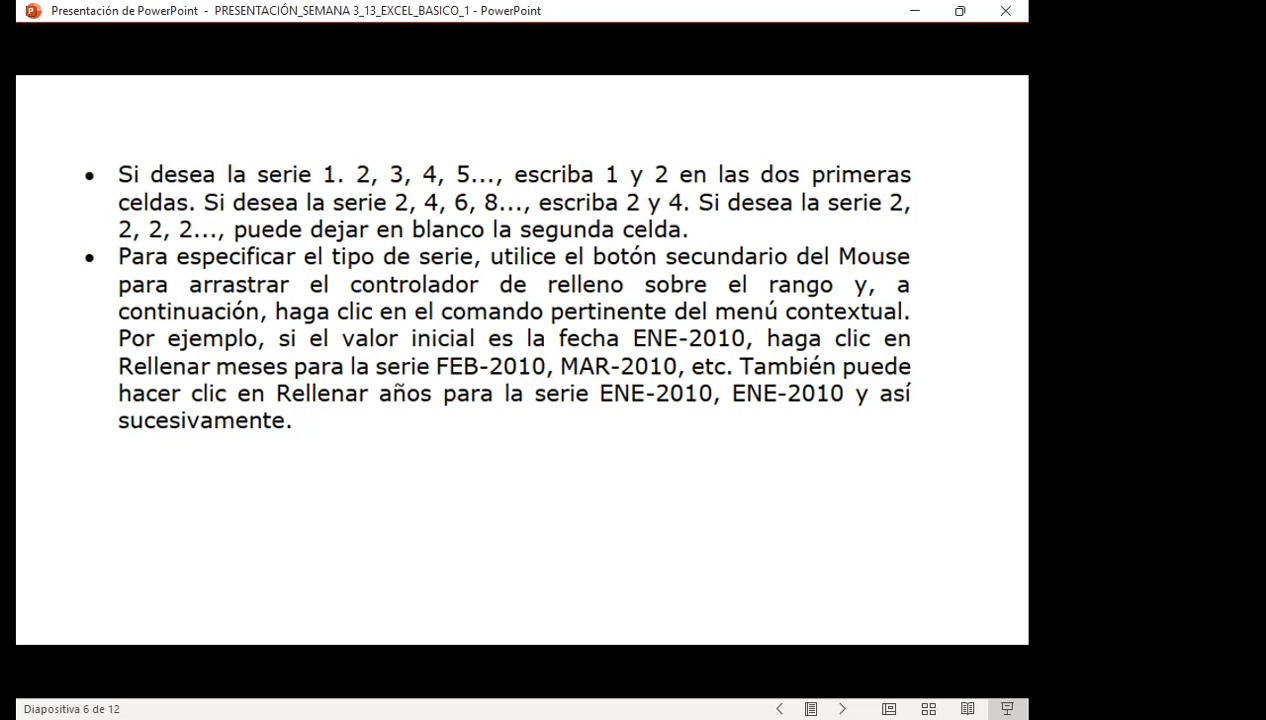 Presentación de PowerPoint - PRESENTACIÓN_SEMANA 3_13_EXCEL_BASICO_1 - PowerPoint
• Si desea la serie 1. 2, 3, 4, 5..., escriba 1 y 2 en las dos primeras
celdas. Si desea la serie 2, 4, 6, 8..., escriba 2 y 4. Si desea la serie 2,
2, 2, 2..., puede dejar en blanco la segunda celda.
• Para especificar el tipo de serie, utilice el botón secundario del Mouse
para arrastrar el controlador de relleno sobre el rango y, a
continuación, haga clic en el comando pertinente del menú contextual.
Por ejemplo, si el valor inicial es la fecha ENE-2010, haga clic en
Rellenar meses para la serie FEB-2010, MAR-2010, etc. También puede
hacer clic en Rellenar años para la serie ENE-2010, ENE-2010 y así
sucesivamente.
Diapositiva 6 de 12